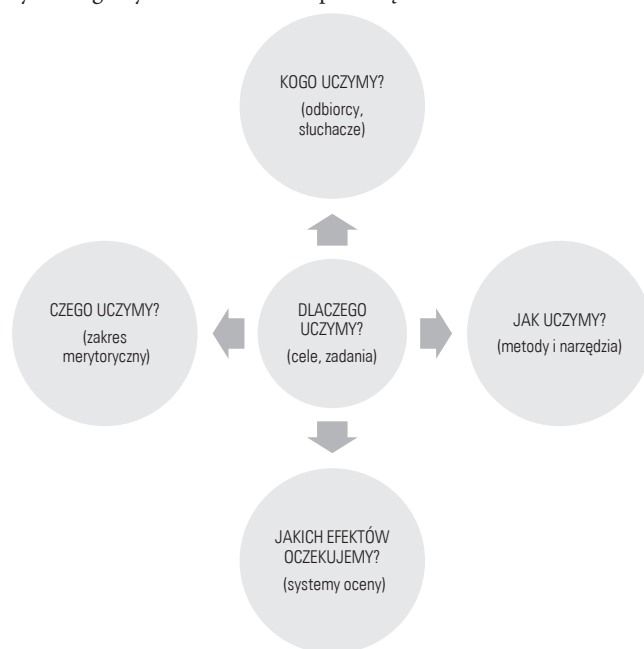 KOGO UCZYMY?
(odbiorcy,
słuchacze)
CZEGO UCZYMY?
(zakres
merytoryczny)
DLACZEGO
UCZYMY?
(cele, zadania)
JAK UCZYMY?
(metody i narzędzia)
JAKICH EFEKTÓW
OCZEKUJEMY?
(systemy oceny)